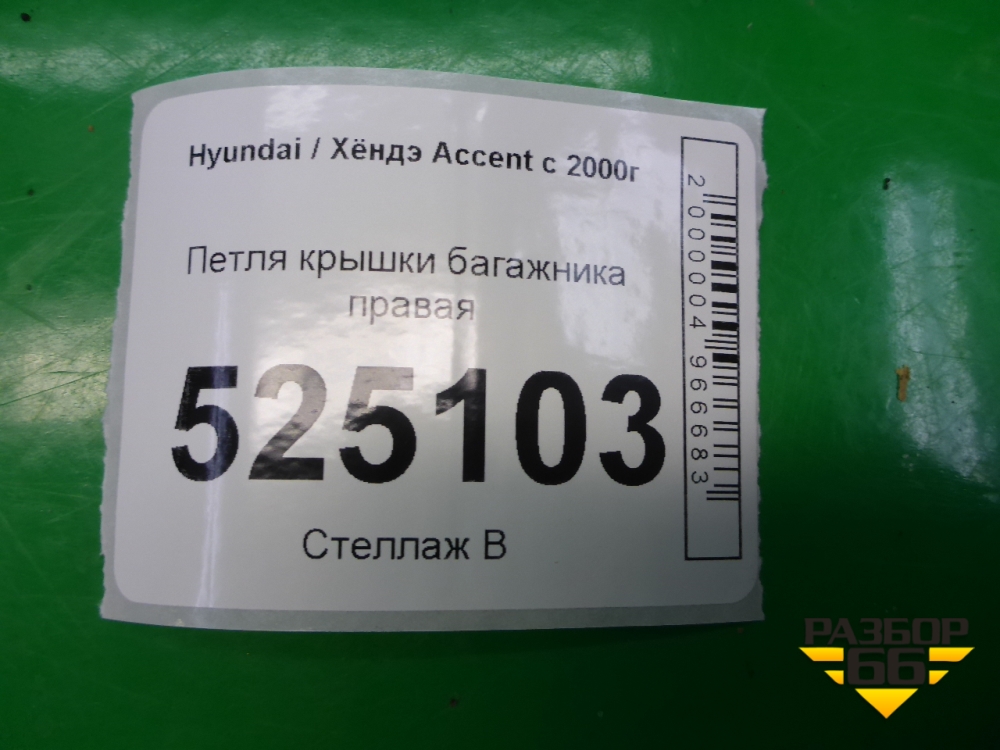 Hyundai / Хёндэ Accent с 2000г
Петля крышки багажника
правая
525103
Стеллаж В
2000004966683
РАЗБОР
66